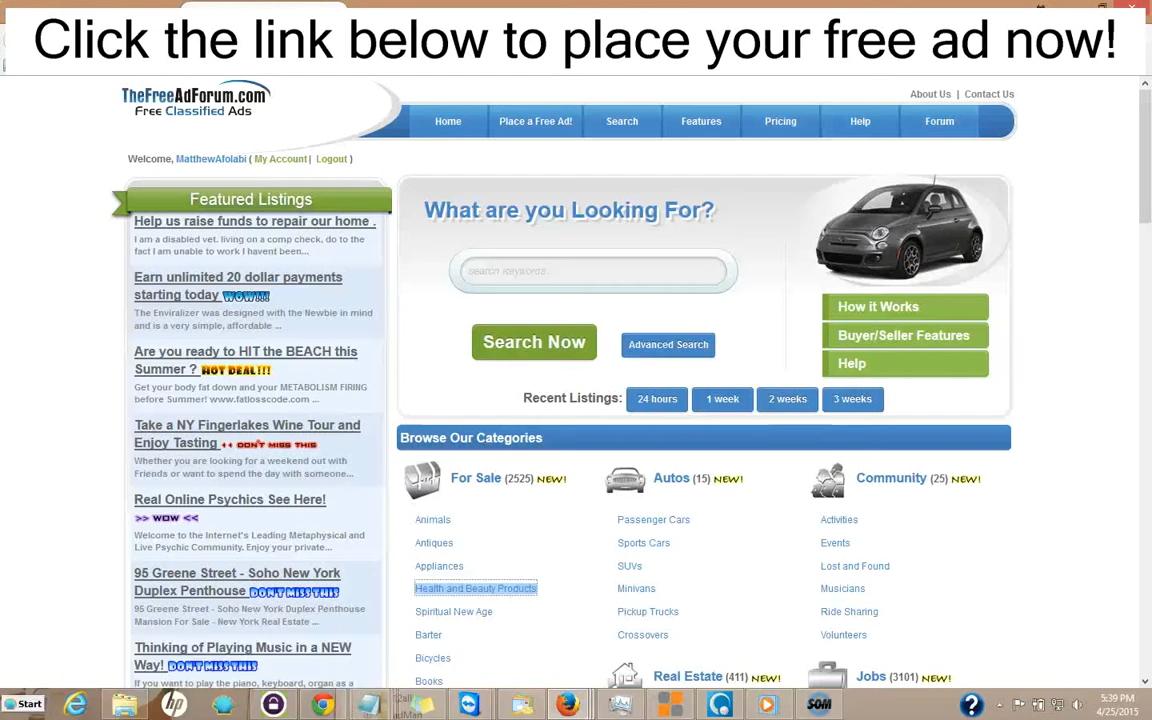 Click the link below to place your free ad now!
TheFreeAdForum.com
Free Classified Ads
About Us | Contact Us
Home Place a Free Ad! Search Features Pricing Help Forum
Welcome, MatthewAfolabi ( My Account | Logout )
Featured Listings
Help us raise funds to repair our home .
I am a disabled vet. living on a comp check, do to the
fact I am unable to work I havent been...
Earn unlimited 20 dollar payments
starting today WOW!!!
The Enviralizer was designed with the Newbie in mind
and is a very simple, affordable ...
Are you ready to HIT the BEACH this
Summer ? HOT DEAL!!!
Get your body fat down and your METABOLISM FIRING
before Summer! www.fatlosscode.com ...
Take a NY Fingerlakes Wine Tour and
Enjoy Tasting DON'T MISS THIS
Whether you are looking for a weekend out with
Friends or want to spend the day with someone...
Real Online Psychics See Here!
>> WOW <<
Welcome to the Internet's Leading Metaphysical and
Live Psychic Community. Enjoy your private...
95 Greene Street - Soho New York
Duplex Penthouse DON'T MISS THIS
95 Greene Street - Soho New York Duplex Penthouse
Mansion For Sale - New York Real Estate ...
Thinking of Playing Music in a NEW
Way! DON'T MISS THIS
If you want to play the piano, keyboard, organ as a
What are you Looking For?
search keywords..
Search Now Advanced Search
How it Works
Buyer/Seller Features
Help
Recent Listings: 24 hours 1 week 2 weeks 3 weeks
Browse Our Categories
For Sale (2525) NEW!
Animals
Antiques
Appliances
Health and Beauty Products
Spiritual New Age
Barter
Bicycles
Books
Autos (15) NEW!
Passenger Cars
Sports Cars
SUVs
Minivans
Pickup Trucks
Crossovers
Real Estate (411) NEW!
Community (25) NEW!
Activities
Events
Lost and Found
Musicians
Ride Sharing
Volunteers
Jobs (3101) NEW!
Start
hp
SOM
5:39 PM
4/25/2015